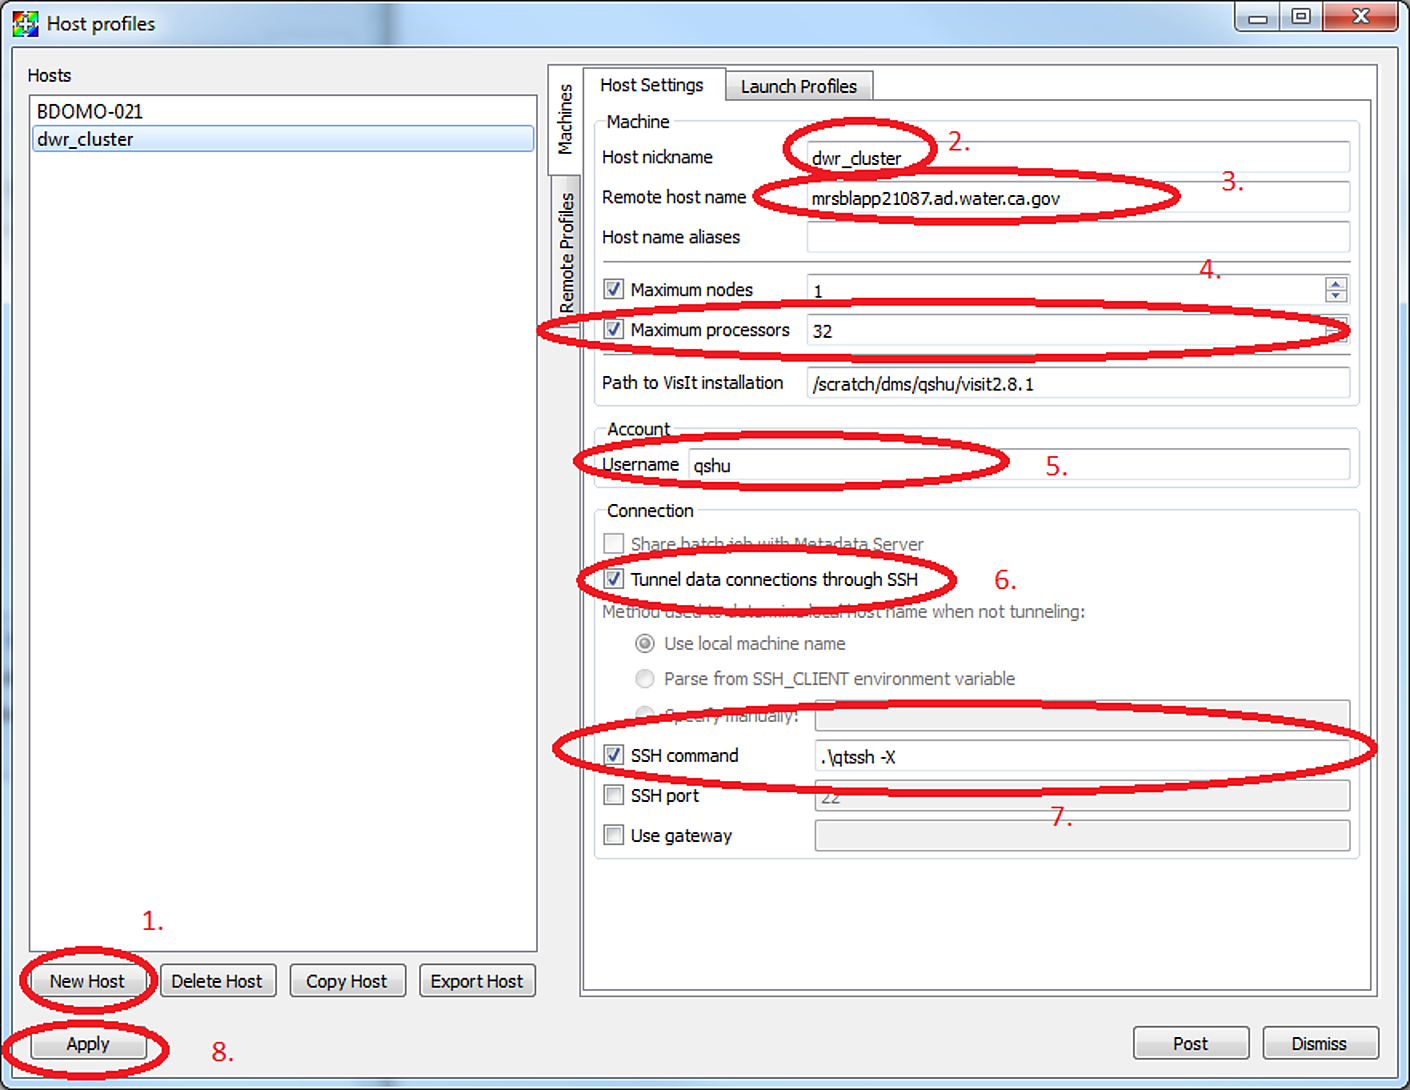 Host profiles
Hosts
BDOMO-021
dwr_cluster
Machines
Remote Profiles
Host Settings
Launch Profiles
Machine
Host nickname
dwr_cluster
2.
Remote host name
mrsblapp21087.ad.water.ca.gov
3.
Host name aliases
4.
Maximum nodes
1
Maximum processors
32
Path to VisIt installation
/scratch/dms/qshu/visit2.8.1
Account
Username
qshu
5.
Connection
Share batch job with Metadata Server
Tunnel data connections through SSH
6.
Method used to determine local host name when not tunneling:
Use local machine name
Parse from SSH_CLIENT environment variable
Specify manually:
SSH command
.\qtssh -X
SSH port
22
7.
Use gateway
1.
New Host
Delete Host
Copy Host
Export Host
Apply
8.
Post
Dismiss